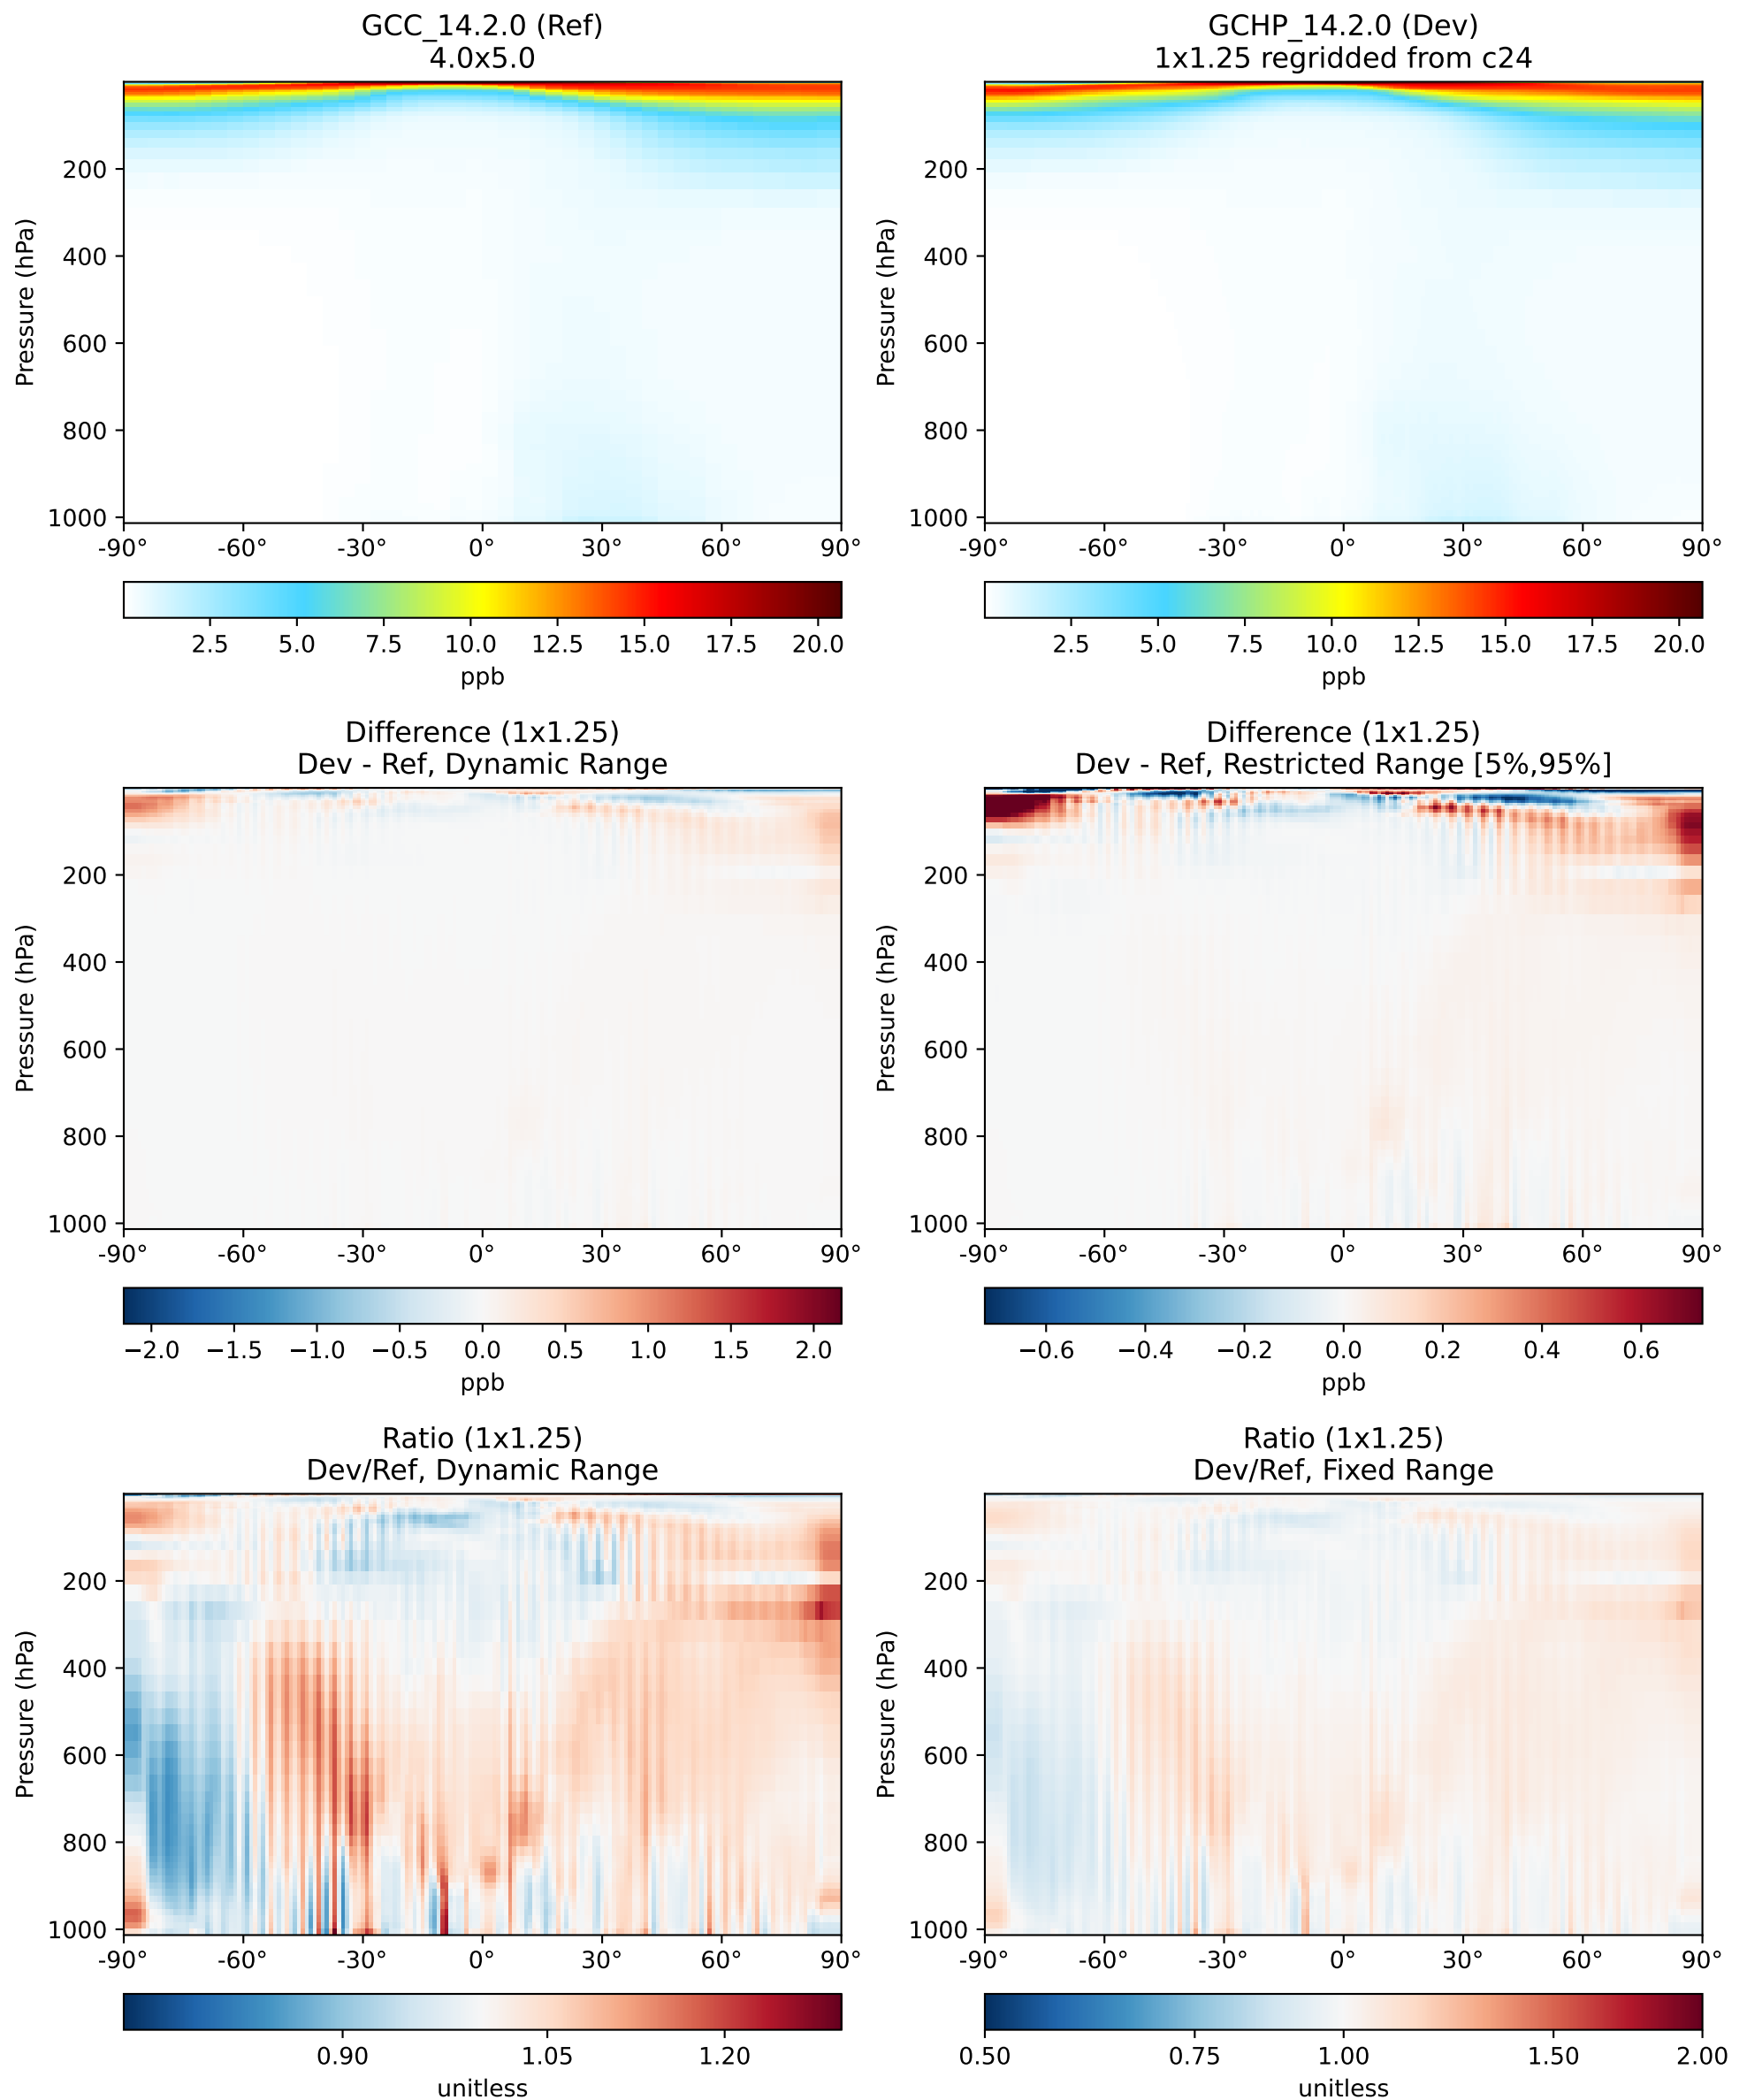 GCC_14.2.0 (Ref)
4.0x5.0
Pressure (hPa)
200
400
600
800
1000
-90° -60° -30° 0° 30° 60° 90°
2.5 5.0 7.5 10.0 12.5 15.0 17.5 20.0
ppb
GCHP_14.2.0 (Dev)
1x1.25 regridded from c24
Pressure (hPa)
200
400
600
800
1000
-90° -60° -30° 0° 30° 60° 90°
2.5 5.0 7.5 10.0 12.5 15.0 17.5 20.0
ppb
Difference (1x1.25)
Dev - Ref, Dynamic Range
Pressure (hPa)
200
400
600
800
1000
-90° -60° -30° 0° 30° 60° 90°
−2.0 −1.5 −1.0 −0.5 0.0 0.5 1.0 1.5 2.0
ppb
Difference (1x1.25)
Dev - Ref, Restricted Range [5%,95%]
Pressure (hPa)
200
400
600
800
1000
-90° -60° -30° 0° 30° 60° 90°
−0.6 −0.4 −0.2 0.0 0.2 0.4 0.6
ppb
Ratio (1x1.25)
Dev/Ref, Dynamic Range
Pressure (hPa)
200
400
600
800
1000
-90° -60° -30° 0° 30° 60° 90°
0.90 1.05 1.20
unitless
Ratio (1x1.25)
Dev/Ref, Fixed Range
Pressure (hPa)
200
400
600
800
1000
-90° -60° -30° 0° 30° 60° 90°
0.50 0.75 1.00 1.50 2.00
unitless